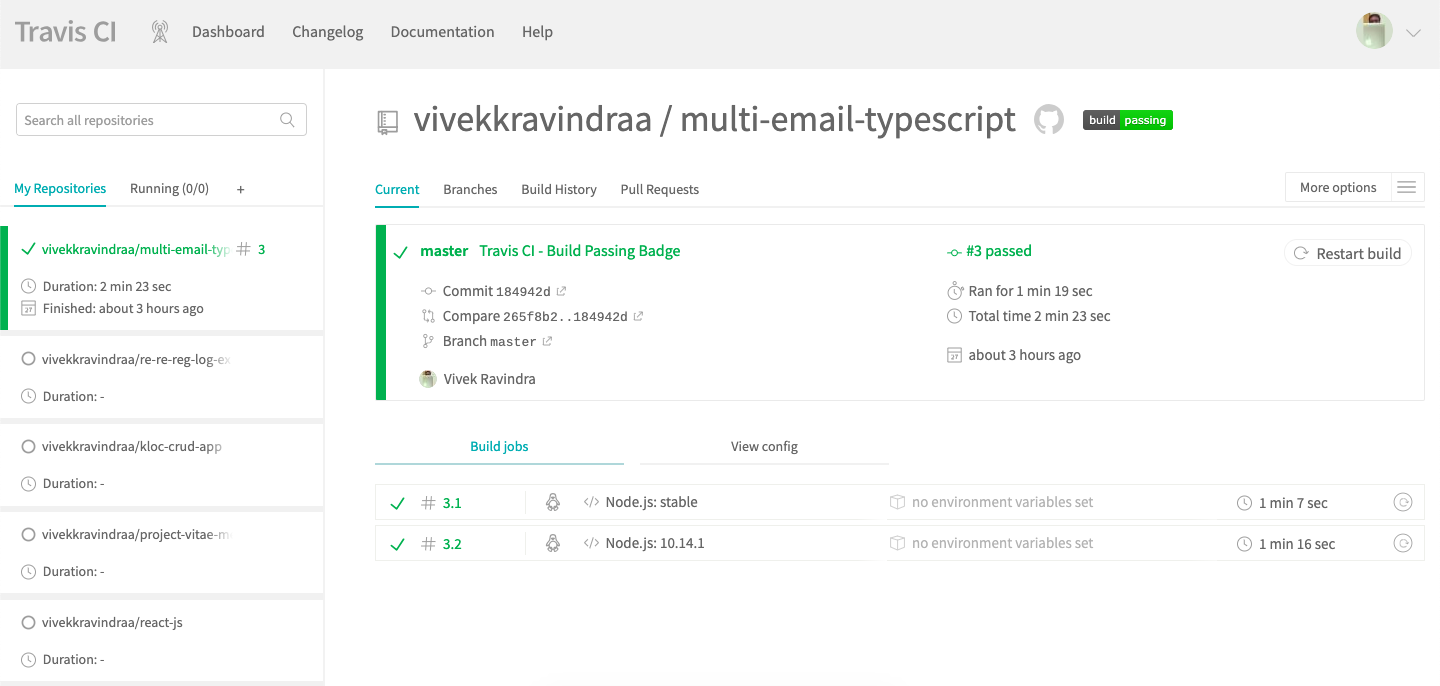 Travis CI
Dashboard Changelog Documentation Help
Search all repositories
My Repositories Running (0/0) +
vivekkravindraa/multi-email-typ # 3
Duration: 2 min 23 sec
27 Finished: about 3 hours ago
vivekkravindraa/re-re-reg-log-ex
Duration: -
vivekkravindraa/kloc-crud-app
Duration: -
vivekkravindraa/project-vitae-m
Duration: -
vivekkravindraa/react-js
Duration: -
vivekkravindraa / multi-email-typescript build passing
Current Branches Build History Pull Requests More options
master Travis CI - Build Passing Badge
Commit 184942d
Compare 265f8b2..184942d
Branch master
Vivek Ravindra
#3 passed
Ran for 1 min 19 sec
Total time 2 min 23 sec
27 about 3 hours ago
Restart build
Build jobs View config
# 3.1 </> Node.js: stable no environment variables set 1 min 7 sec
# 3.2 </> Node.js: 10.14.1 no environment variables set 1 min 16 sec